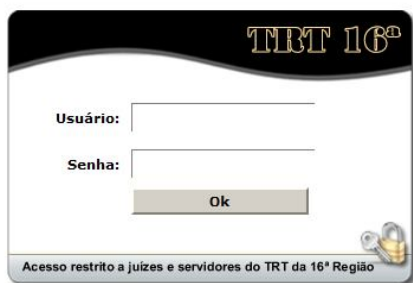 TRT 16ª
Usuário:
Senha:
Ok
Acesso restrito a juízes e servidores do TRT da 16ª Região